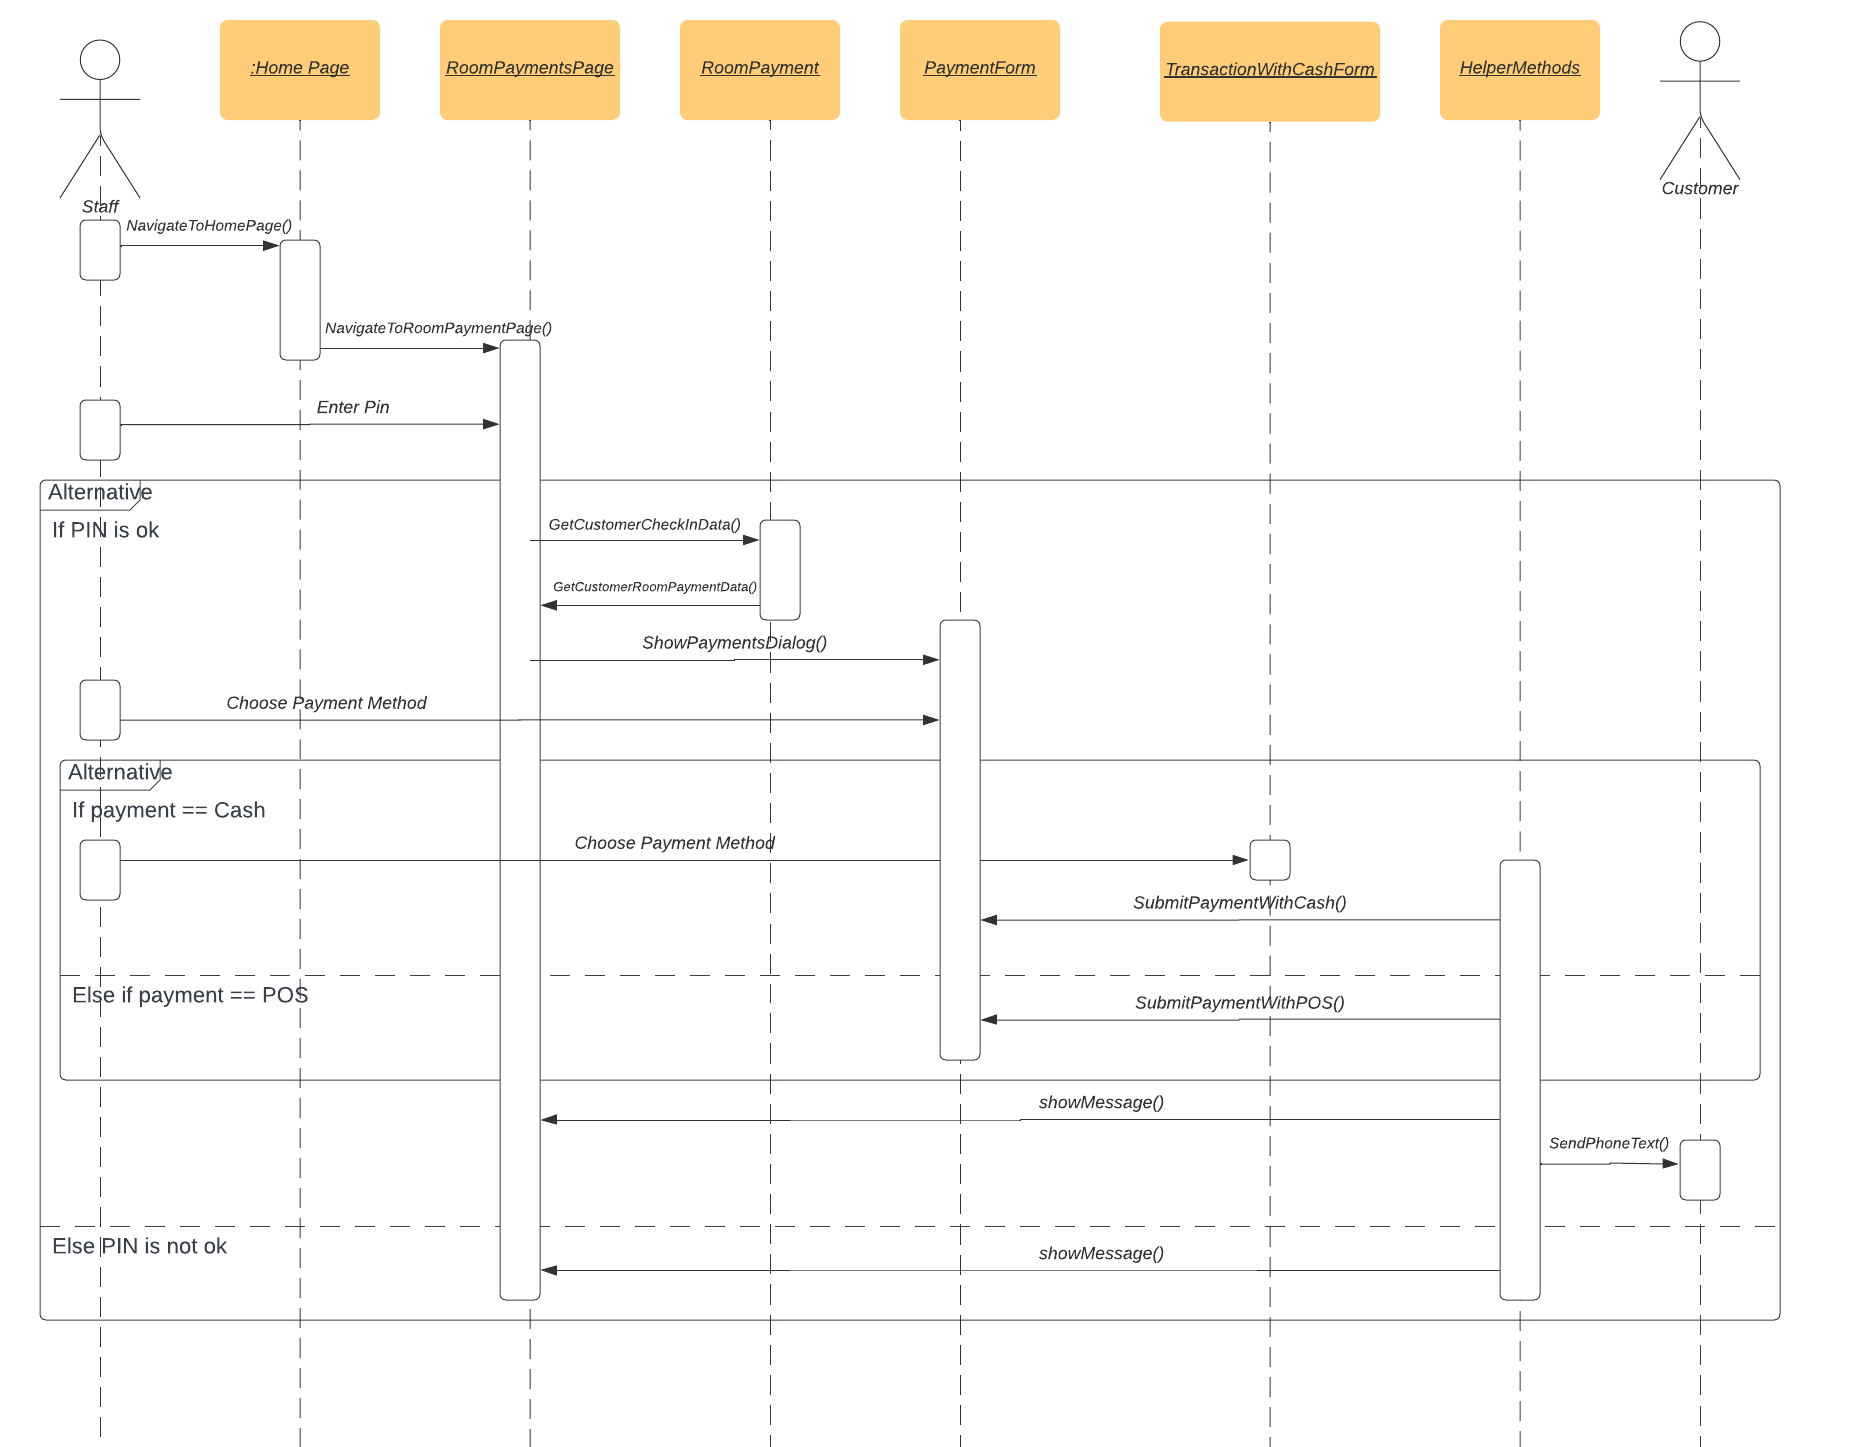 :Home Page
RoomPaymentsPage
RoomPayment
PaymentForm
TransactionWithCashForm
HelperMethods
Customer
Staff
NavigateToHomePage()
NavigateToRoomPaymentPage()
Enter Pin
Alternative
If PIN is ok
GetCustomerCheckInData()
GetCustomerRoomPaymentData()
ShowPaymentsDialog()
Choose Payment Method
Alternative
If payment == Cash
Choose Payment Method
SubmitPaymentWithCash()
Else if payment == POS
SubmitPaymentWithPOS()
showMessage()
SendPhoneText()
Else PIN is not ok
showMessage()